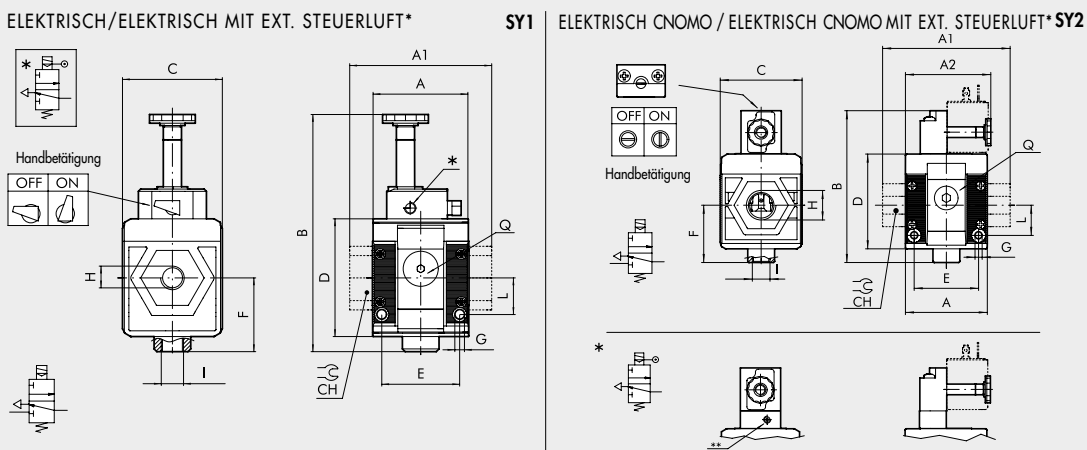 ELEKTRISCH/ELEKTRISCH MIT EXT. STEUERLUFT* SY1
*
C
A1
A
Handbetätigung
OFF ON
*
B
D
Q
H
F
L
G
I
E
CH
ELEKTRISCH CNOMO / ELEKTRISCH CNOMO MIT EXT. STEUERLUFT* SY2
A1
A2
C
OFF ON
Handbetätigung
Q
B
D
H
F
L
G
I
E
CH
A
*
**